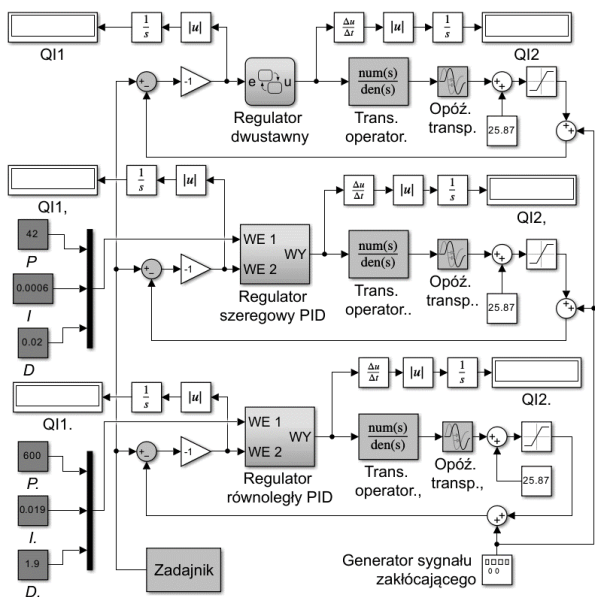 1
s
|u|
Δu
Δt
|u|
1
s
QI1
QI2
+
−
-1
e
u
num(s)
den(s)
+
+
Regulator
dwustawny
Trans.
operator.
Opóź.
transp.
25.87
+
+
1
s
|u|
Δu
Δt
|u|
1
s
QI1,
QI2,
42
P
0.0006
I
0.02
D
+
−
-1
WE 1
WE 2
WY
num(s)
den(s)
+
+
Regulator
szeregowy PID
Trans.
operator..
Opóź.
transp..
25.87
+
+
1
s
|u|
Δu
Δt
|u|
1
s
QI1.
QI2.
600
P.
0.019
I.
1.9
D.
+
−
-1
WE 1
WE 2
WY
num(s)
den(s)
+
+
Regulator
równoległy PID
Trans.
operator.,
Opóź.
transp.,
25.87
+
+
Zadajnik
Generator sygnału
zakłócającego
0 0